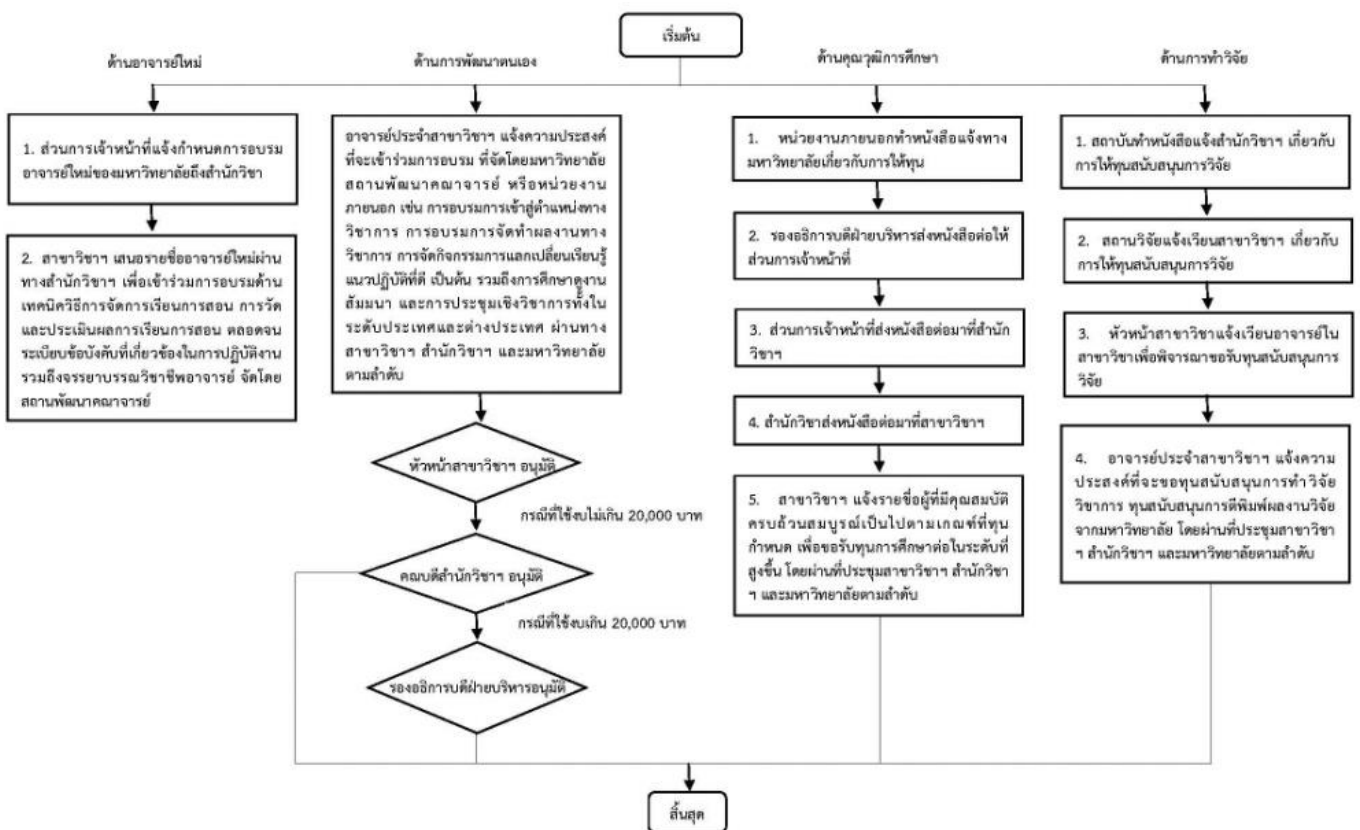 เริ่มต้น
ด้านอาจารย์ใหม่
ด้านการพัฒนาตนเอง
ด้านคุณวุฒิการศึกษา
ด้านการทำวิจัย
1. ส่วนการเจ้าหน้าที่แจ้งกำหนดการอบรม
อาจารย์ใหม่ของมหาวิทยาลัยถึงสำนักวิชา
2. สาขาวิชาฯ เสนอรายชื่ออาจารย์ใหม่ผ่าน
ทางสำนักวิชาฯ เพื่อเข้าร่วมการอบรมด้าน
เทคนิควิธีการจัดการเรียนการสอน การวัด
และประเมินผลการเรียนการสอน ตลอดจน
ระเบียบข้อบังคับที่เกี่ยวข้องในการปฏิบัติงาน
รวมถึงจรรยาบรรณวิชาชีพอาจารย์ จัดโดย
สถานพัฒนาคณาจารย์
อาจารย์ประจำสาขาวิชาฯ แจ้งความประสงค์
ที่จะเข้าร่วมการอบรม ที่จัดโดยมหาวิทยาลัย
สถานพัฒนาคณาจารย์ หรือหน่วยงาน
ภายนอก เช่น การอบรมการเข้าสู่ตำแหน่งทาง
วิชาการ การอบรมการจัดทำผลงานทาง
วิชาการ การจัดกิจกรรมการแลกเปลี่ยนเรียนรู้
แนวปฏิบัติที่ดี เป็นต้น รวมถึงการศึกษาดูงาน
สัมมนา และการประชุมเชิงวิชาการทั้งใน
ระดับประเทศและต่างประเทศ ผ่านทาง
สาขาวิชาฯ สำนักวิชาฯ และมหาวิทยาลัย
ตามลำดับ
หัวหน้าสาขาวิชาฯ อนุมัติ
กรณีที่ใช้งบไม่เกิน 20,000 บาท
คณบดีสำนักวิชาฯ อนุมัติ
กรณีที่ใช้งบเกิน 20,000 บาท
รองอธิการบดีฝ่ายบริหารอนุมัติ
1. หน่วยงานภายนอกทำหนังสือแจ้งทาง
มหาวิทยาลัยเกี่ยวกับการให้ทุน
2. รองอธิการบดีฝ่ายบริหารส่งหนังสือต่อให้
ส่วนการเจ้าหน้าที่
3. ส่วนการเจ้าหน้าที่ส่งหนังสือต่อมาที่สำนัก
วิชาฯ
4. สำนักวิชาส่งหนังสือต่อมาที่สาขาวิชาฯ
5. สาขาวิชาฯ แจ้งรายชื่อผู้ที่มีคุณสมบัติ
ครบถ้วนสมบูรณ์เป็นไปตามเกณฑ์ที่ทุน
กำหนด เพื่อขอรับทุนการศึกษาต่อในระดับที่
สูงขึ้น โดยผ่านที่ประชุมสาขาวิชาฯ สำนักวิชา
ฯ และมหาวิทยาลัยตามลำดับ
1. สถาบันทำหนังสือแจ้งสำนักวิชาฯ เกี่ยวกับ
การให้ทุนสนับสนุนการวิจัย
2. สถานวิจัยแจ้งเวียนสาขาวิชาฯ เกี่ยวกับ
การให้ทุนสนับสนุนการวิจัย
3. หัวหน้าสาขาวิชาแจ้งเวียนอาจารย์ใน
สาขาวิชาเพื่อพิจารณาขอรับทุนสนับสนุนการ
วิจัย
4. อาจารย์ประจำสาขาวิชาฯ แจ้งความ
ประสงค์ที่จะขอทุนสนับสนุนการทำวิจัย
วิชาการ ทุนสนับสนุนการตีพิมพ์ผลงานวิจัย
จากมหาวิทยาลัย โดยผ่านที่ประชุมสาขาวิชา
ฯ สำนักวิชาฯ และมหาวิทยาลัยตามลำดับ
สิ้นสุด